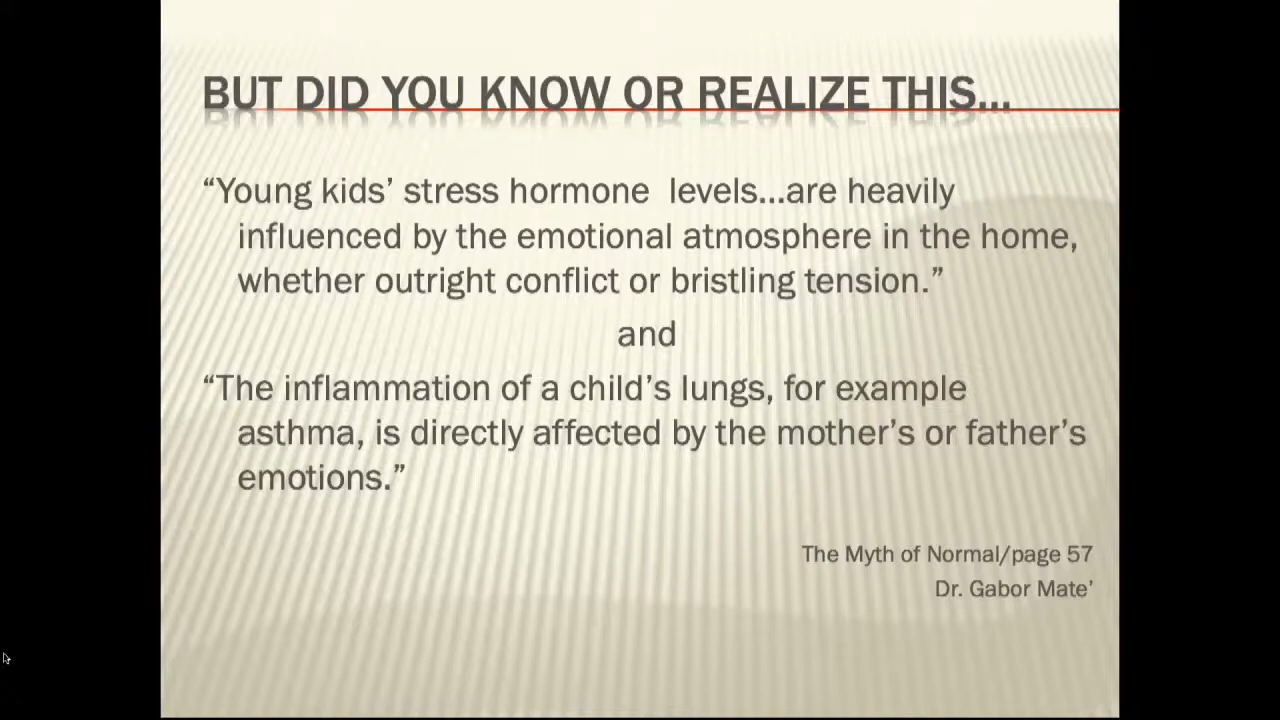 BUT DID YOU KNOW OR REALIZE THIS...
“Young kids’ stress hormone  levels...are heavily
influenced by the emotional atmosphere in the home,
whether outright conflict or bristling tension.”
and
“The inflammation of a child’s lungs, for example
asthma, is directly affected by the mother’s or father’s
emotions.”
The Myth of Normal/page 57
Dr. Gabor Mate’